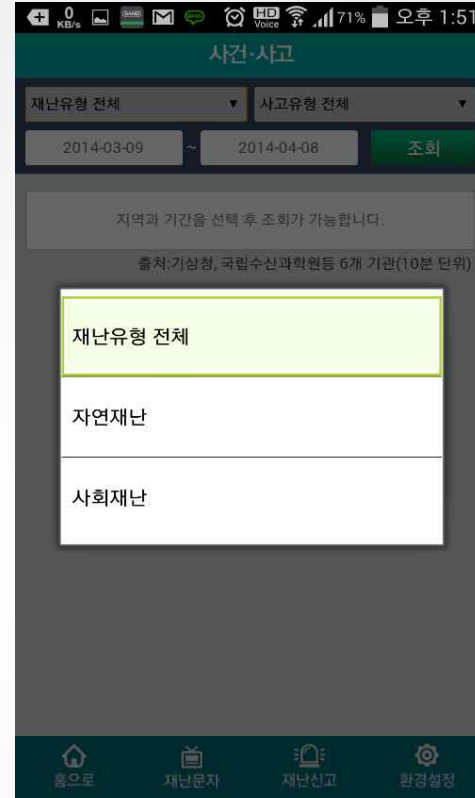 0 KB/s BAND HD Voice 71% 오후 1:51
사건·사고
재난유형 전체 ▼ 사고유형 전체 ▼
2014-03-09 ~ 2014-04-08 조회
지역과 기간을 선택 후 조회가 가능합니다.
출처:기상청, 국립수산과학원등 6개 기관(10분 단위)
재난유형 전체
자연재난
사회재난
홈으로 재난문자 재난신고 환경설정